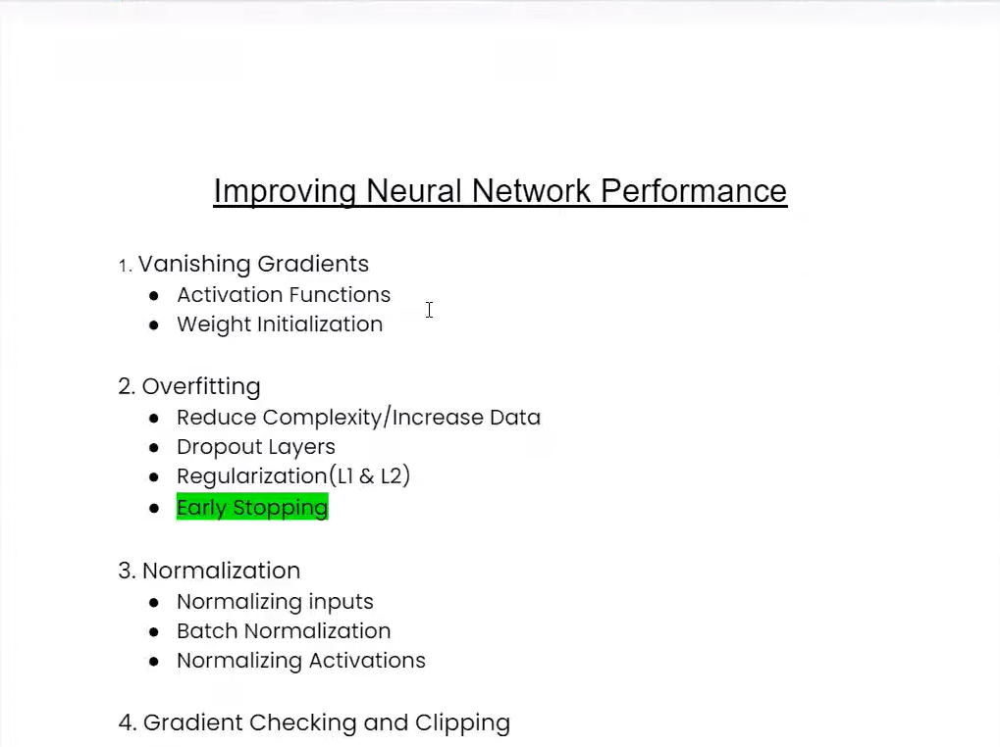 Improving Neural Network Performance
1. Vanishing Gradients
● Activation Functions
● Weight Initialization
2. Overfitting
● Reduce Complexity/Increase Data
● Dropout Layers
● Regularization(L1 & L2)
● Early Stopping
3. Normalization
● Normalizing inputs
● Batch Normalization
● Normalizing Activations
4. Gradient Checking and Clipping